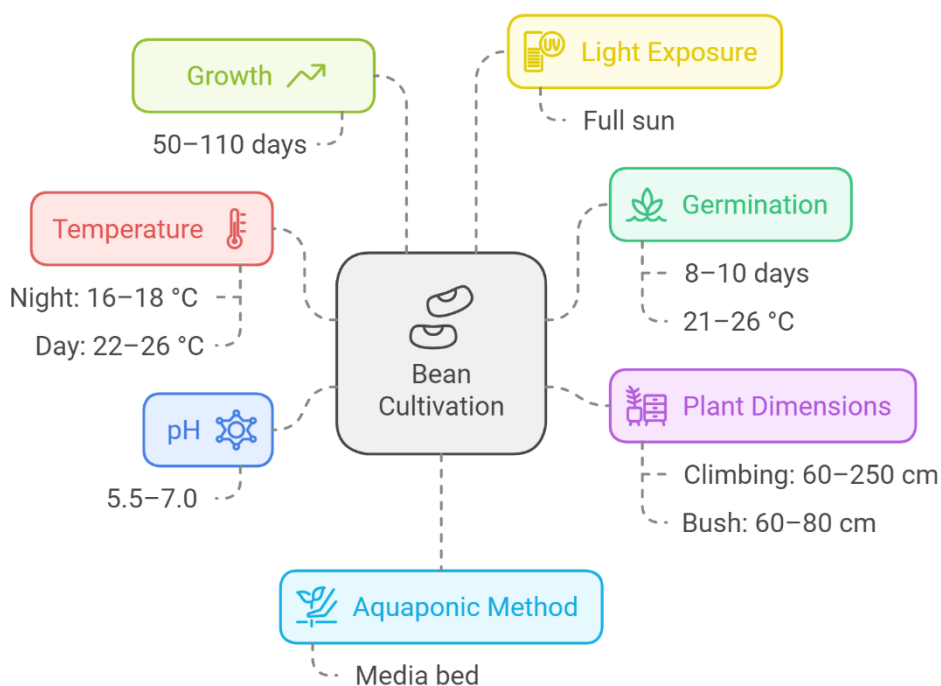 Growth
50–110 days
Light Exposure
UV
Full sun
Temperature
Night: 16–18 °C
Day: 22–26 °C
Germination
8–10 days
21–26 °C
Bean
Cultivation
pH
5.5–7.0
Plant Dimensions
Climbing: 60–250 cm
Bush: 60–80 cm
Aquaponic Method
Media bed